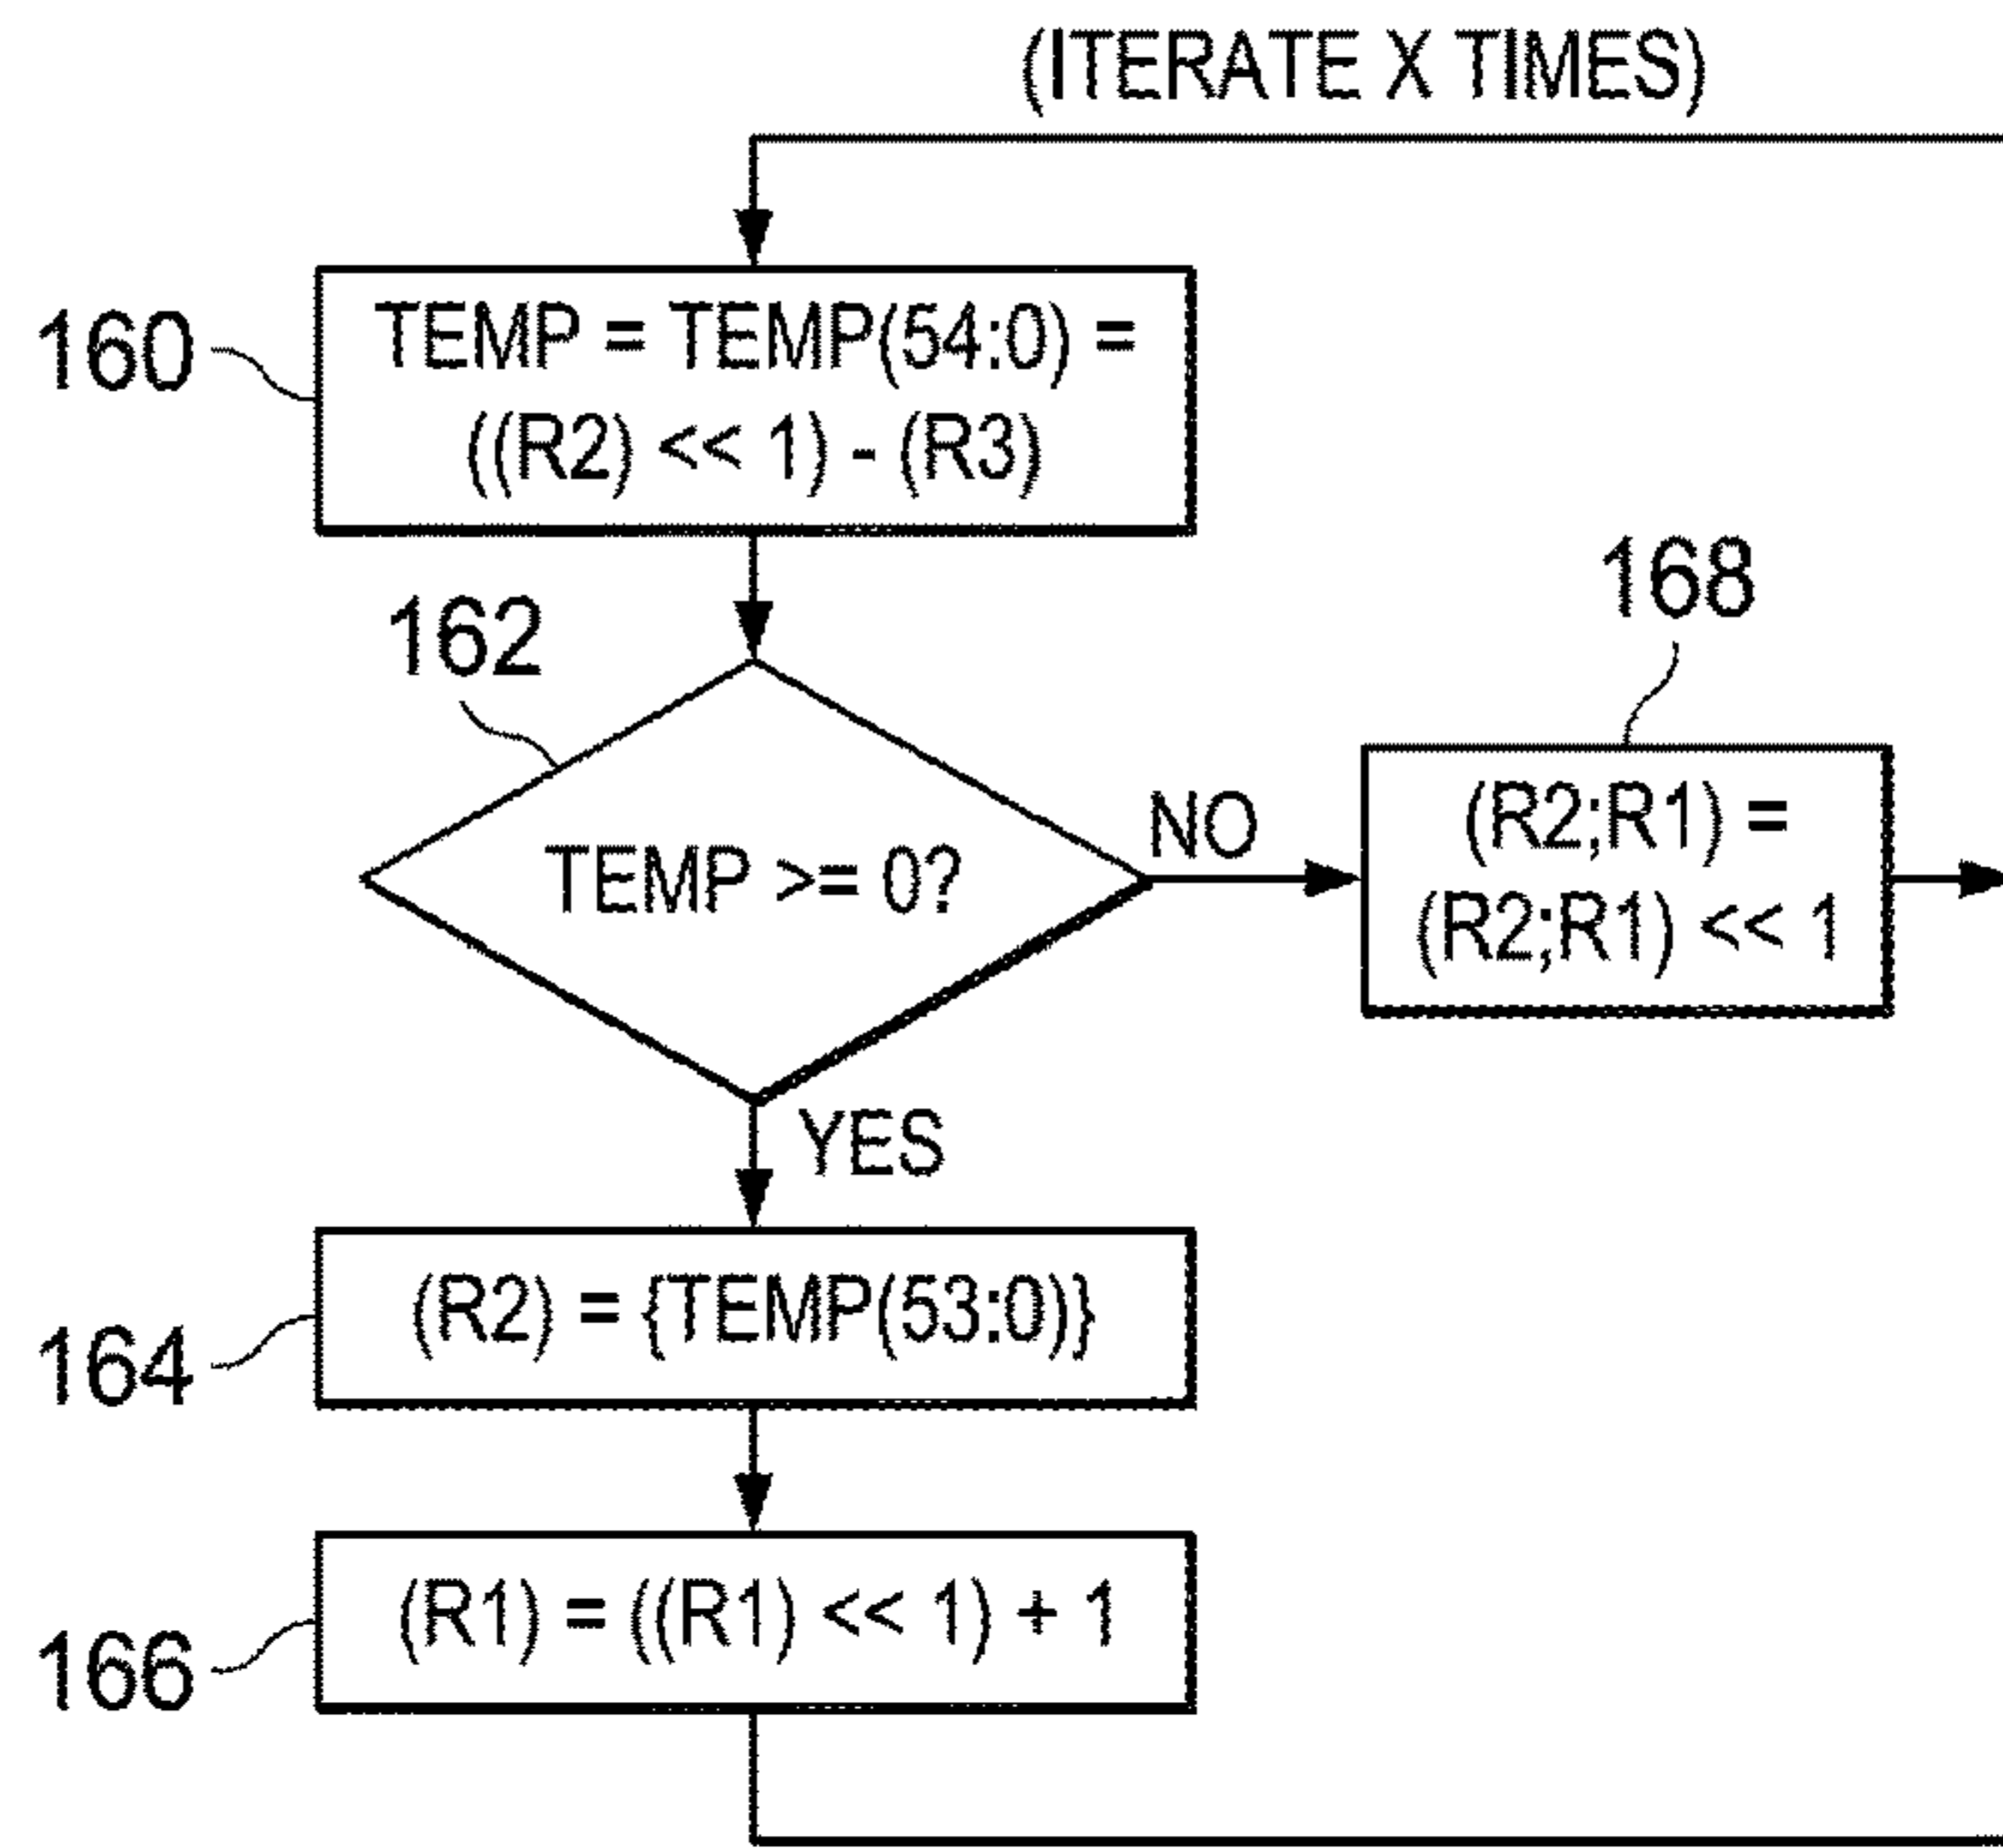 (ITERATE X TIMES)
160
TEMP = TEMP(54:0) =
((R2) << 1) - (R3)
162
168
TEMP >= 0?
NO
(R2;R1) =
(R2;R1) << 1
YES
164
(R2) = {TEMP(53:0)}
166
(R1) = ((R1) << 1) + 1